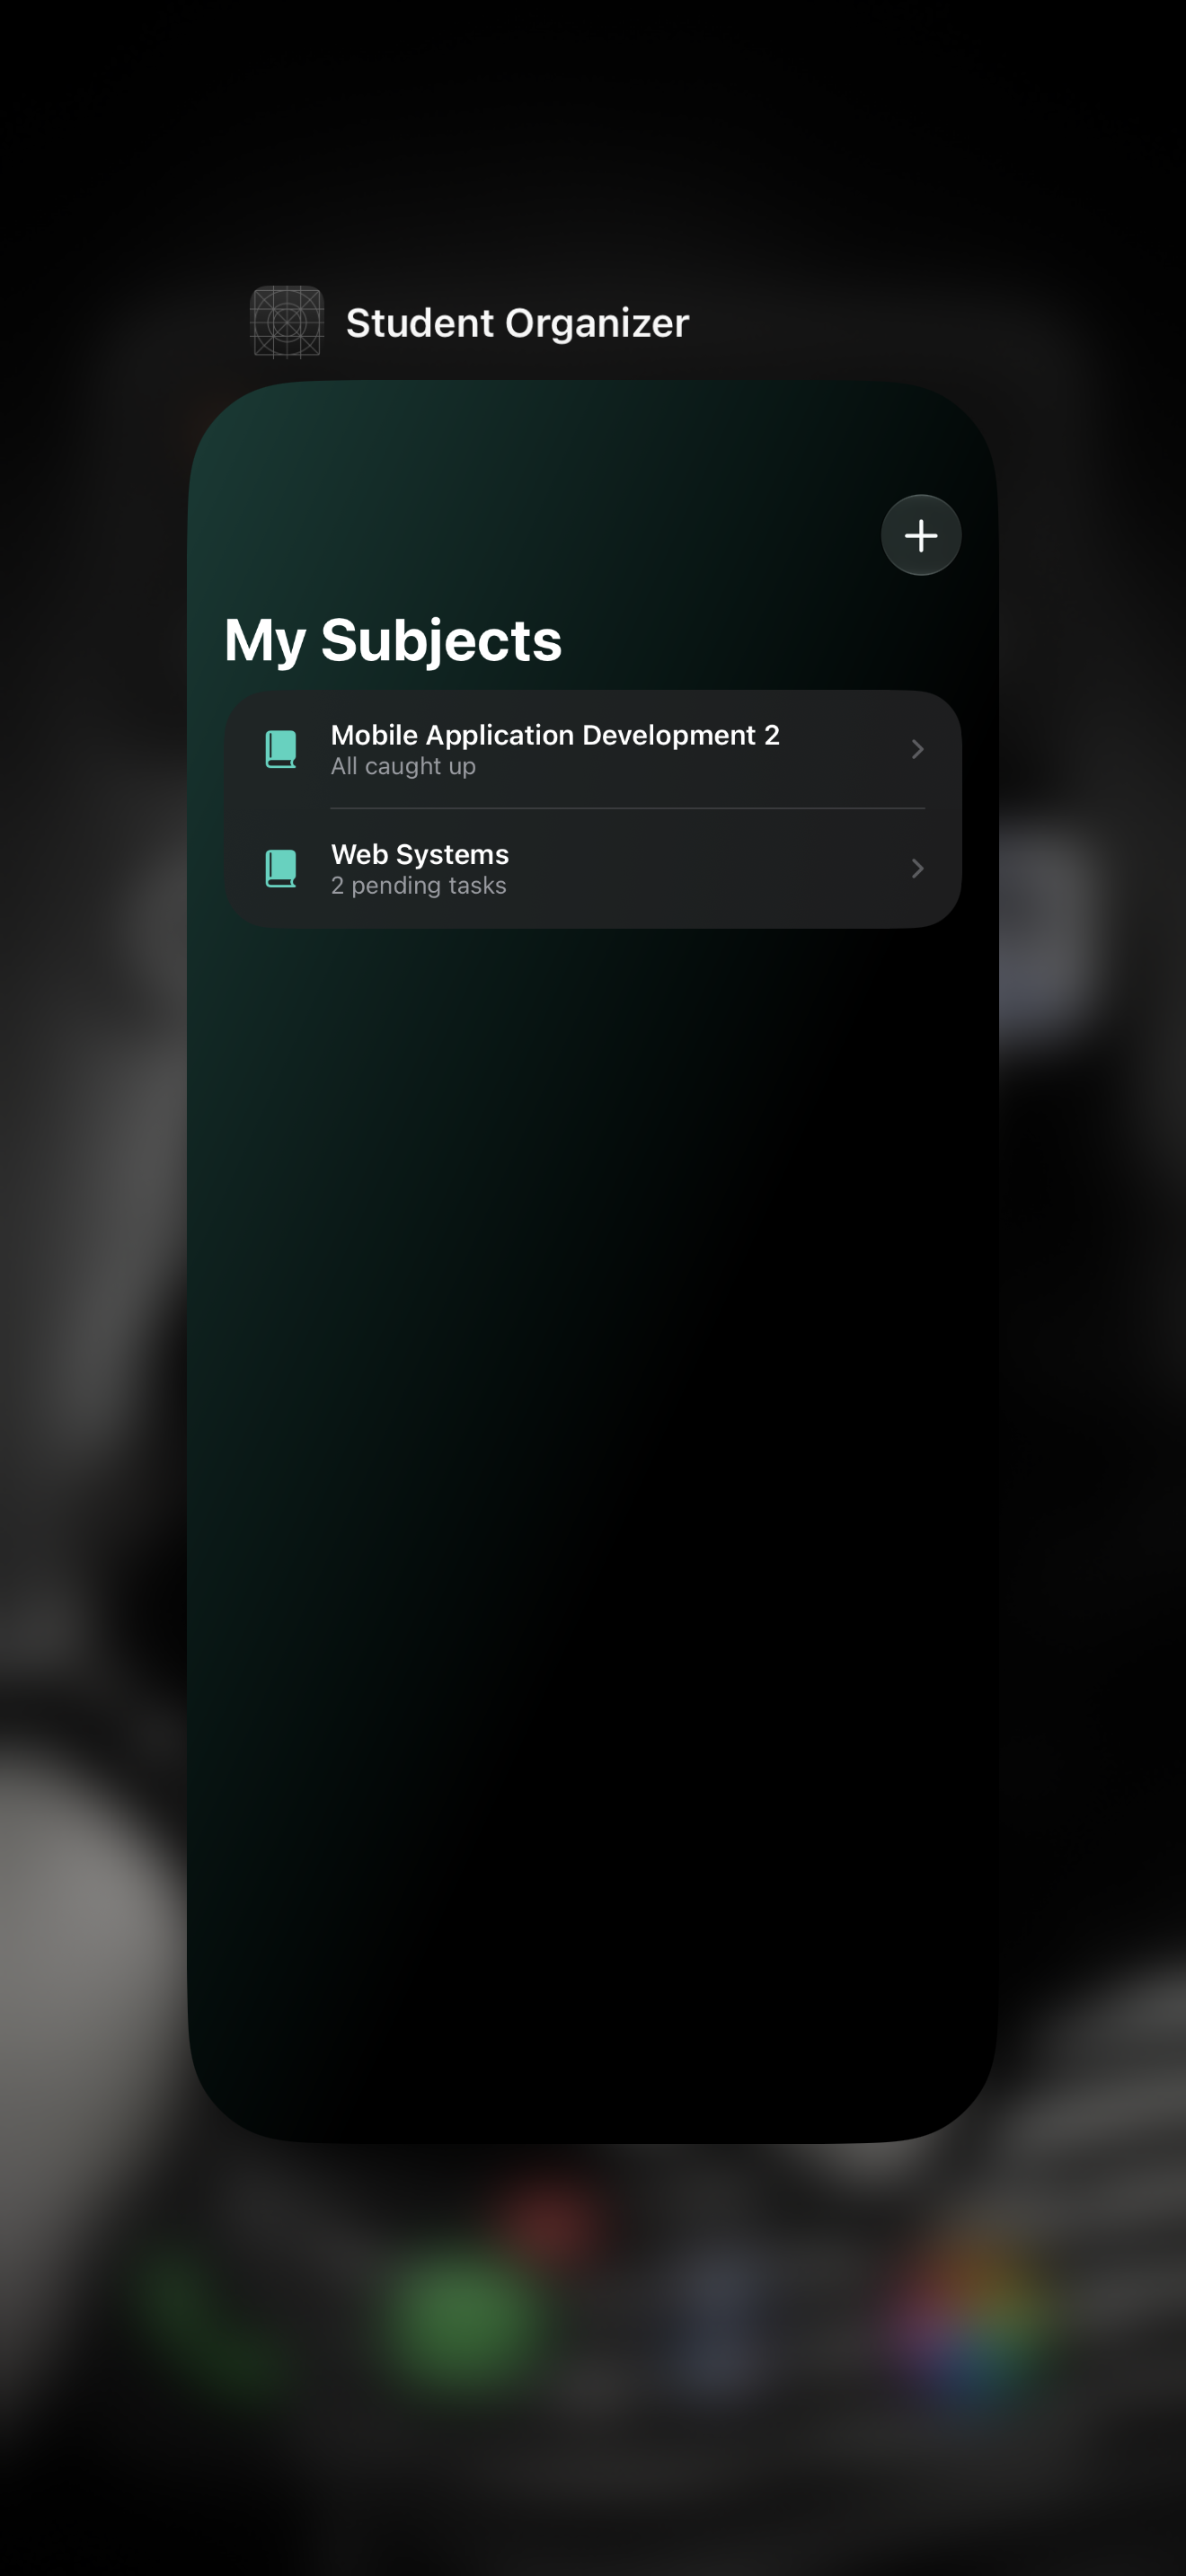 Student Organizer
My Subjects
Mobile Application Development 2
All caught up
Web Systems
2 pending tasks